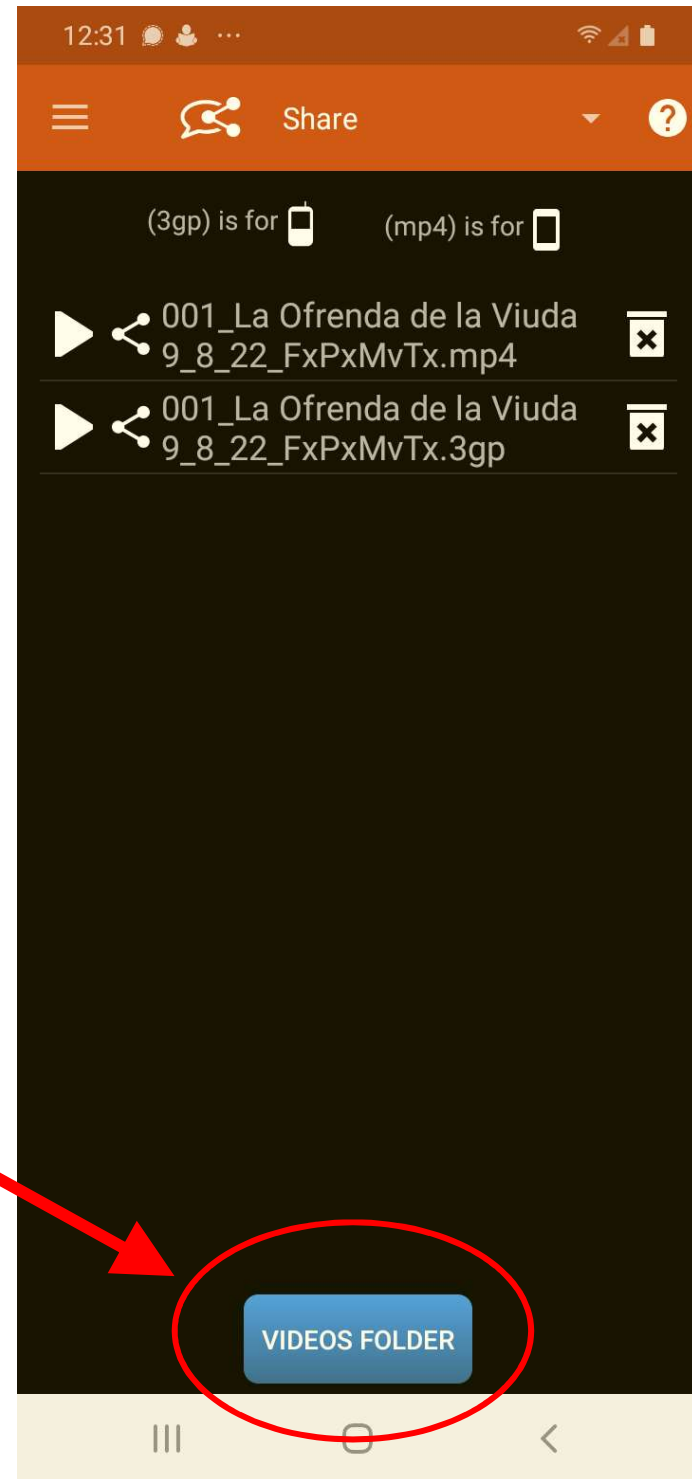 12:31
Share
?
(3gp) is for
(mp4) is for
001_La Ofrenda de la Viuda
9_8_22_FxPxMvTx.mp4
001_La Ofrenda de la Viuda
9_8_22_FxPxMvTx.3gp
VIDEOS FOLDER